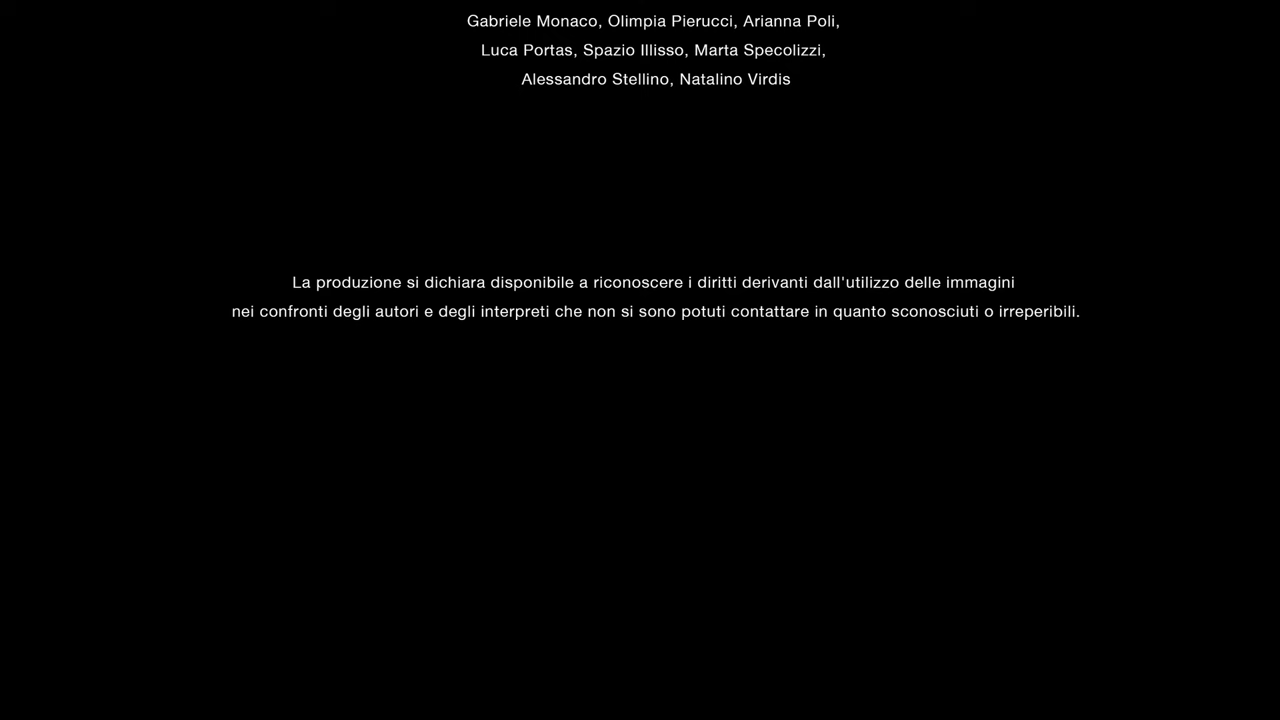 Gabriele Monaco, Olimpia Pierucci, Arianna Poli,
Luca Portas, Spazio Illisso, Marta Specolizzi,
Alessandro Stellino, Natalino Virdis
La produzione si dichiara disponibile a riconoscere i diritti derivanti dall'utilizzo delle immagini
nei confronti degli autori e degli interpreti che non si sono potuti contattare in quanto sconosciuti o irreperibili.